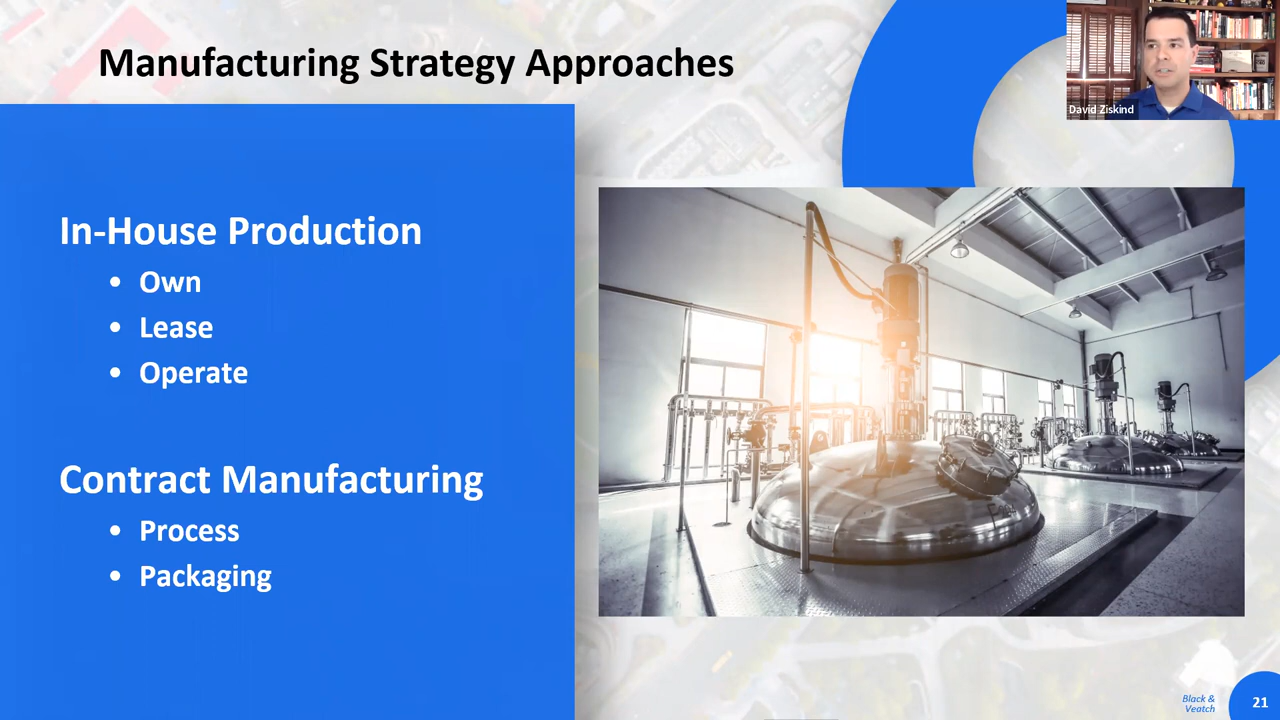 Manufacturing Strategy Approaches
David Ziskind
In-House Production
• Own
• Lease
• Operate
Contract Manufacturing
• Process
• Packaging
Black &
Veatch
21